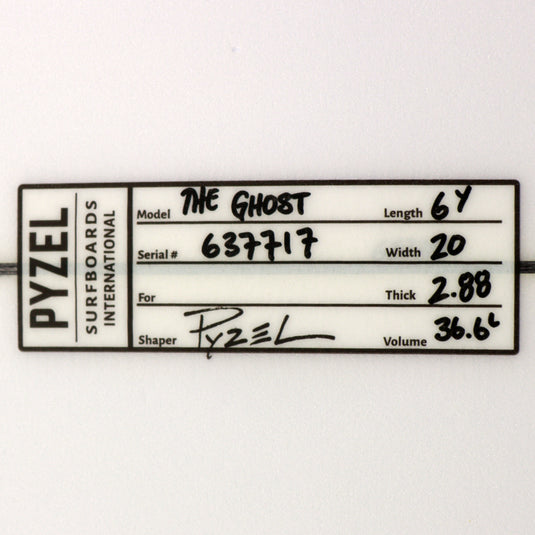 PYZEL
SURFBOARDS
INTERNATIONAL
Model THE GHOST Length 6'4
Serial # 637717 Width 20
For Thick 2.88
Shaper PYZEL Volume 36.6L